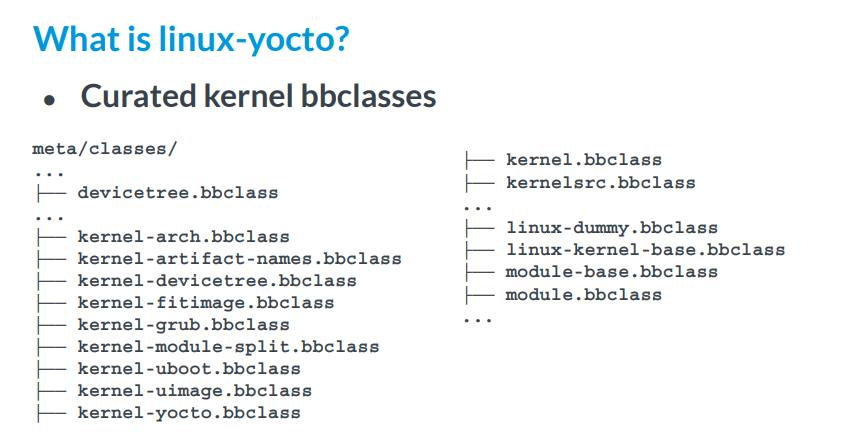 What is linux-yocto?
● Curated kernel bbclasses
meta/classes/
...
├── devicetree.bbclass
...
├── kernel-arch.bbclass
├── kernel-artifact-names.bbclass
├── kernel-devicetree.bbclass
├── kernel-fitimage.bbclass
├── kernel-grub.bbclass
├── kernel-module-split.bbclass
├── kernel-uboot.bbclass
├── kernel-uimage.bbclass
├── kernel-yocto.bbclass
├── kernel.bbclass
├── kernelsrc.bbclass
...
├── linux-dummy.bbclass
├── linux-kernel-base.bbclass
├── module-base.bbclass
├── module.bbclass
...